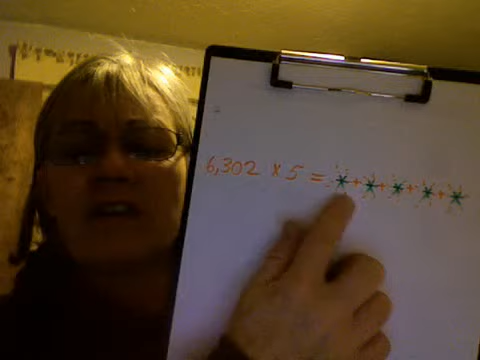 6,302 x 5 = * + * + * + * + *